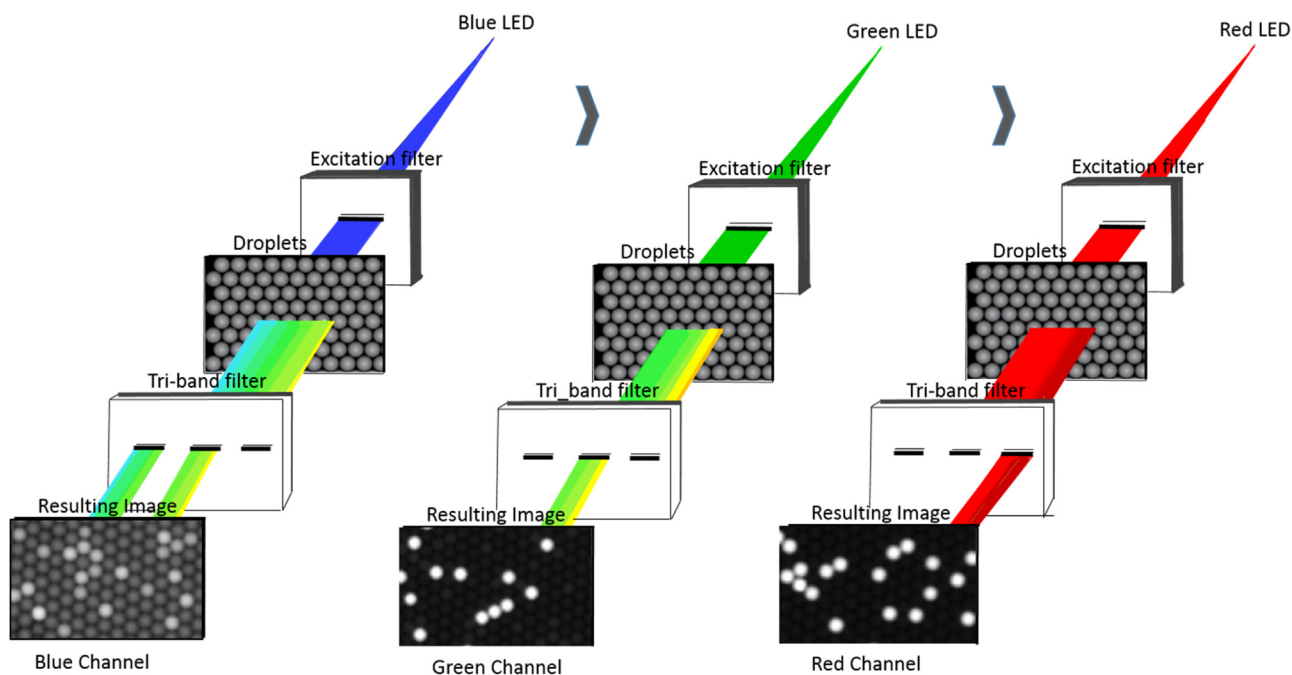 Blue LED
Excitation filter
Droplets
Tri-band filter
Resulting Image
Blue Channel
Green LED
Excitation filter
Droplets
Tri_band filter
Resulting Image
Green Channel
Red LED
Excitation filter
Droplets
Tri-band filter
Resulting Image
Red Channel